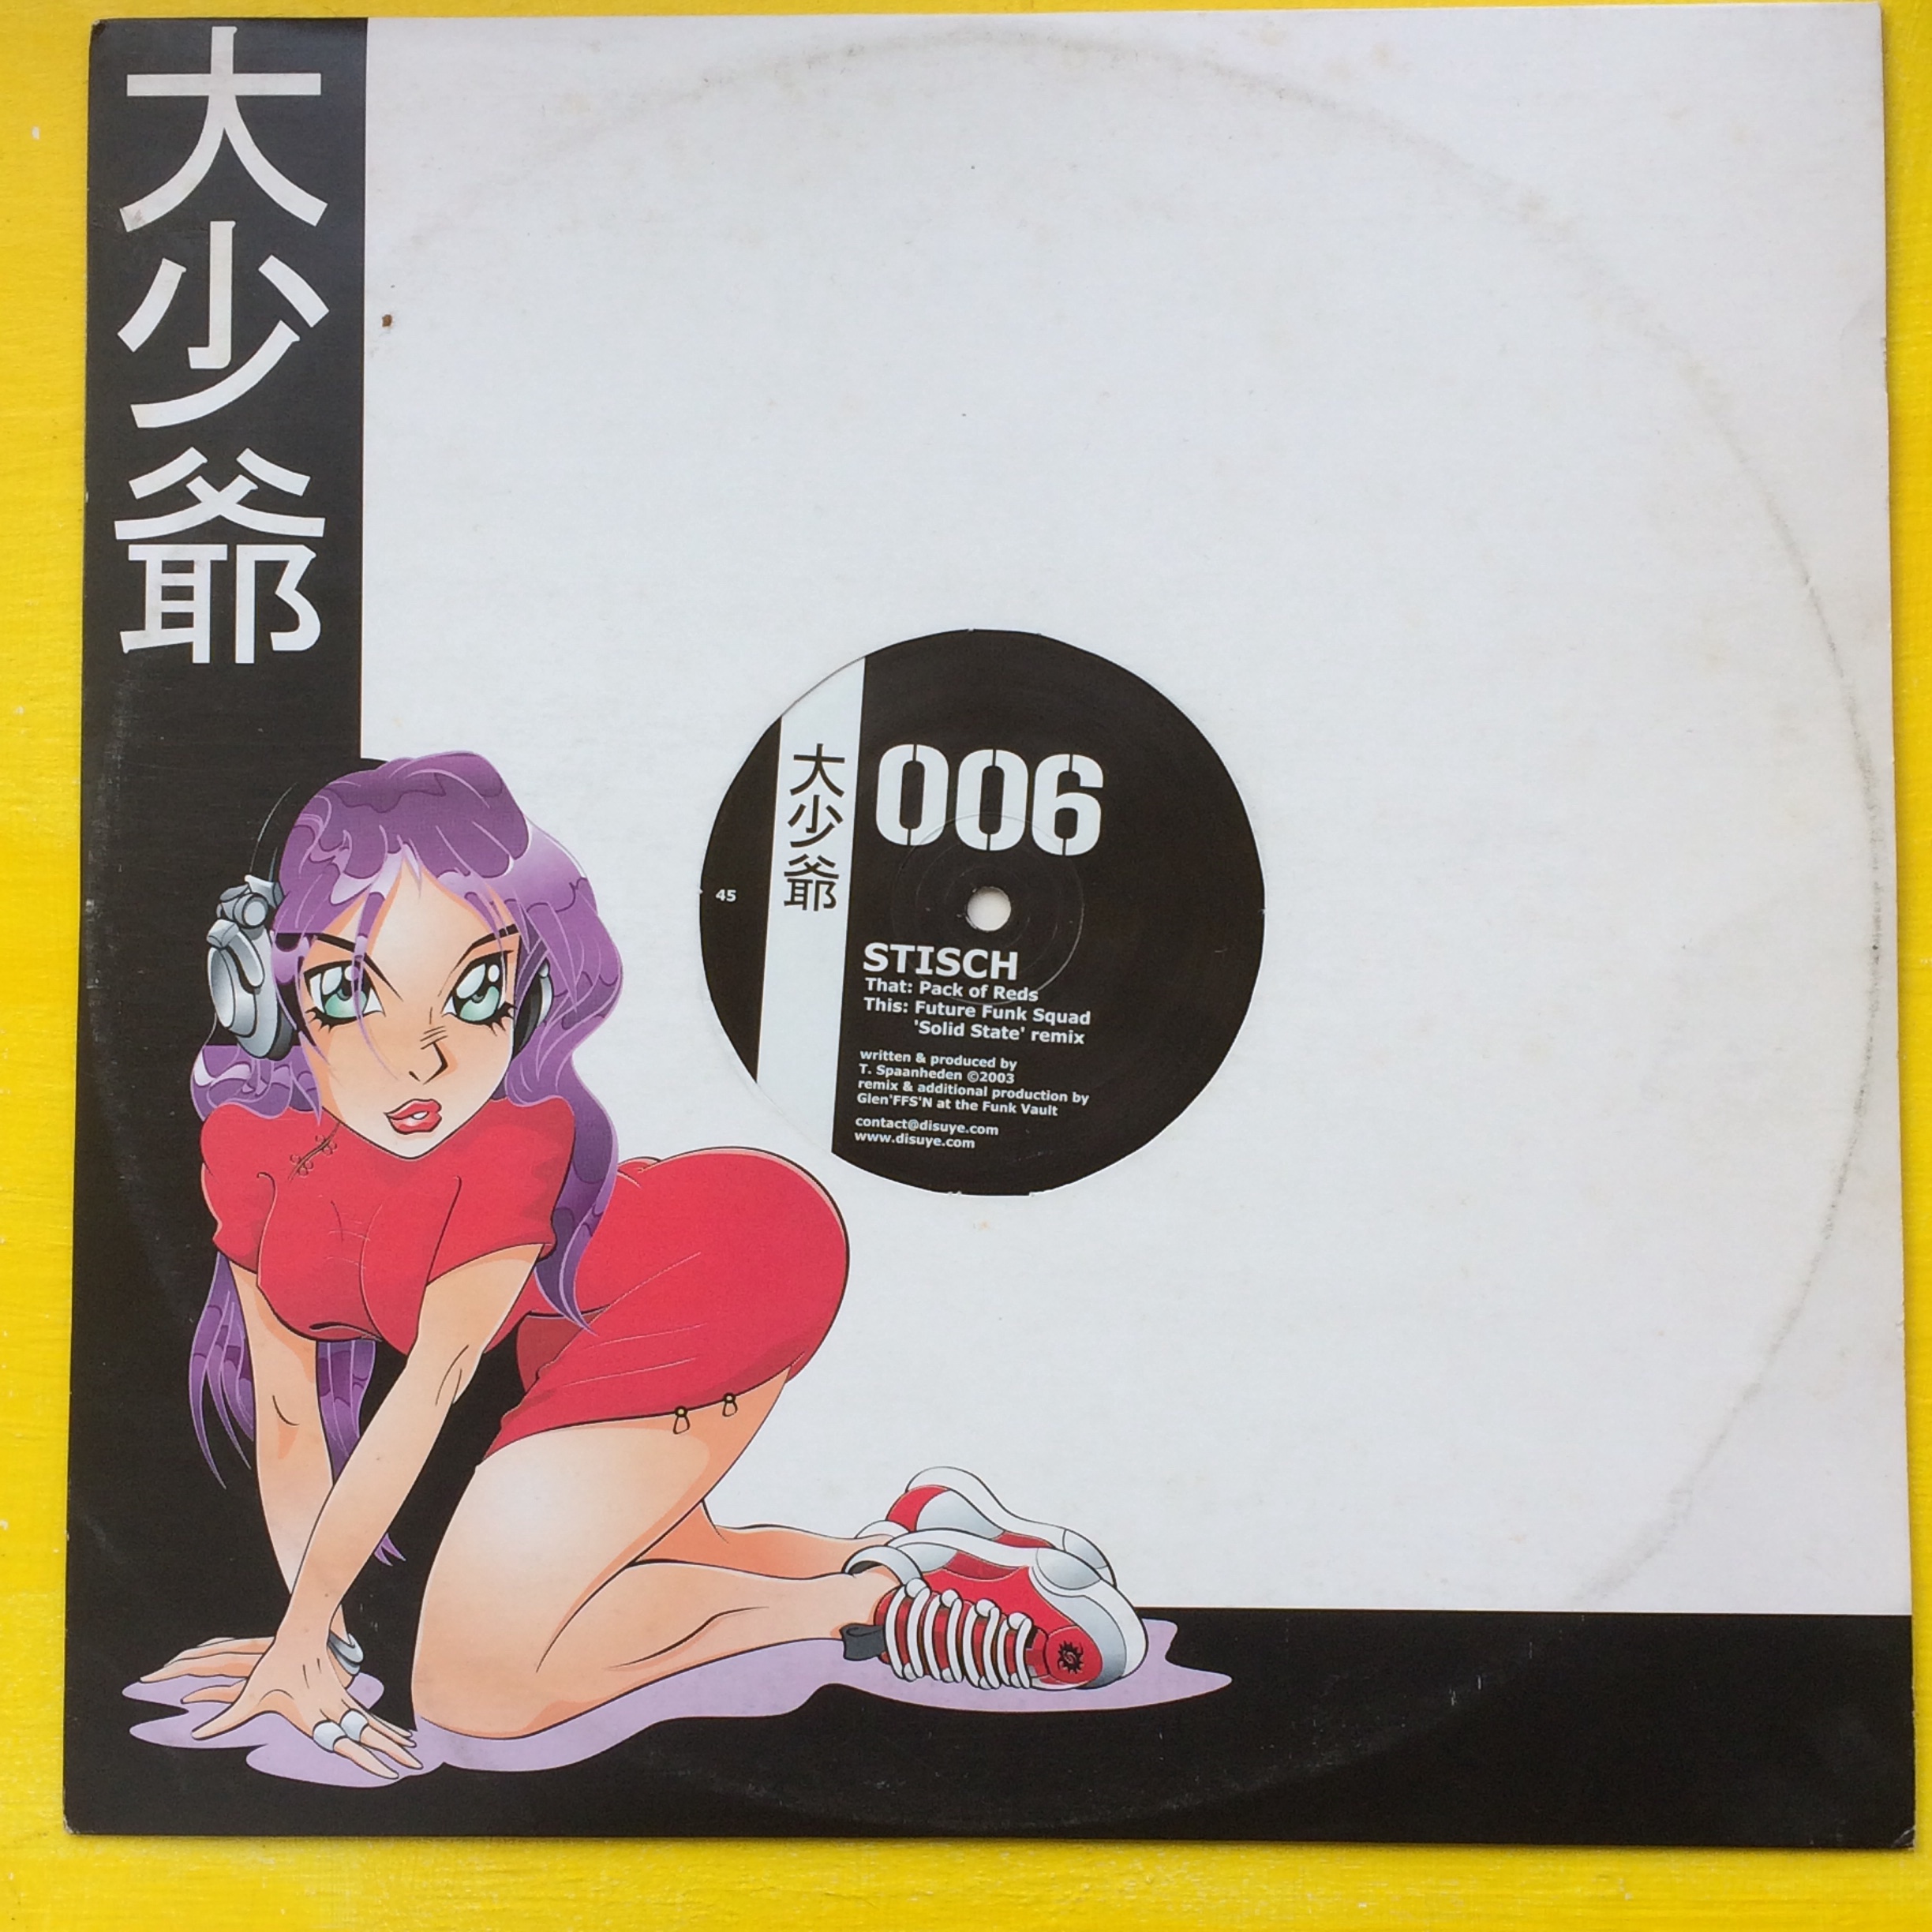 大少爺
大少爺
006
45
STISCH
That: Pack of Reds
This: Future Funk Squad
'Solid State' remix
written & produced by
T. Spaanheden ©2003
remix & additional production by
Glen'FFS'N at the Funk Vault
contact@disuye.com
www.disuye.com